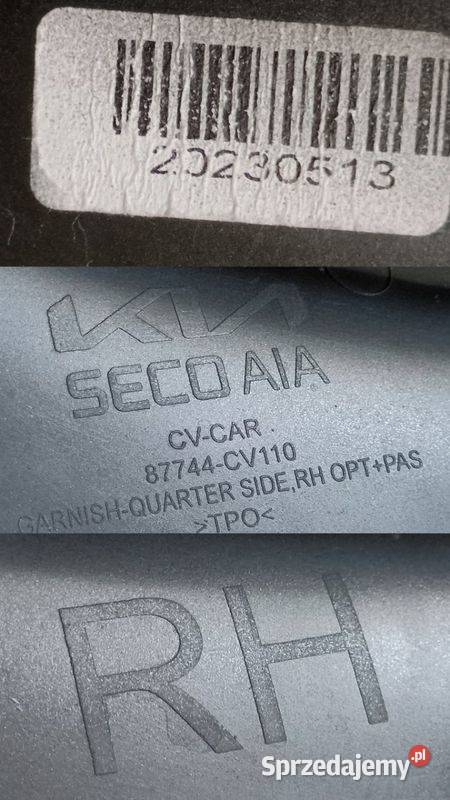 20230513
KIA
SECO AIA
CV-CAR
87744-CV110
GARNISH-QUARTER SIDE,RH OPT+PAS
>TPO<
RH
Sprzedajemy.pl